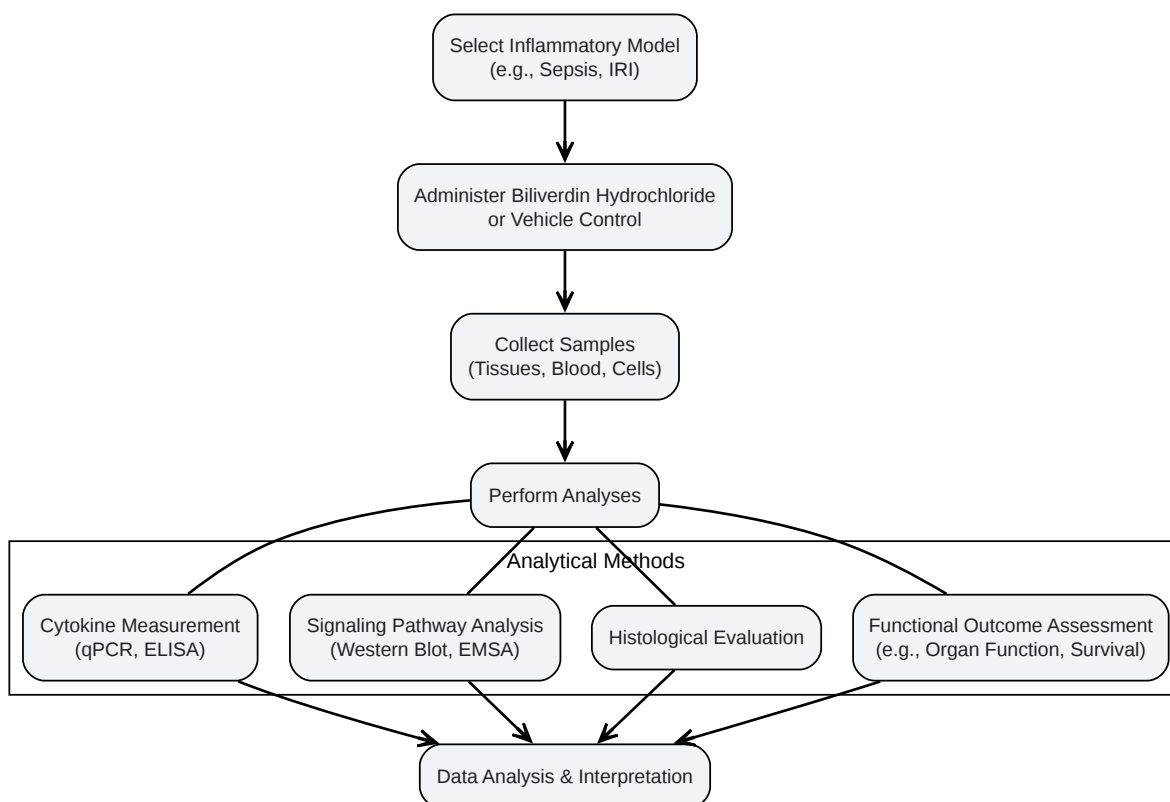 Select Inflammatory Model
(e.g., Sepsis, IRI)
Administer Biliverdin Hydrochloride
or Vehicle Control
Collect Samples
(Tissues, Blood, Cells)
Perform Analyses
Analytical Methods
Cytokine Measurement
(qPCR, ELISA)
Signaling Pathway Analysis
(Western Blot, EMSA)
Histological Evaluation
Functional Outcome Assessment
(e.g., Organ Function, Survival)
Data Analysis & Interpretation